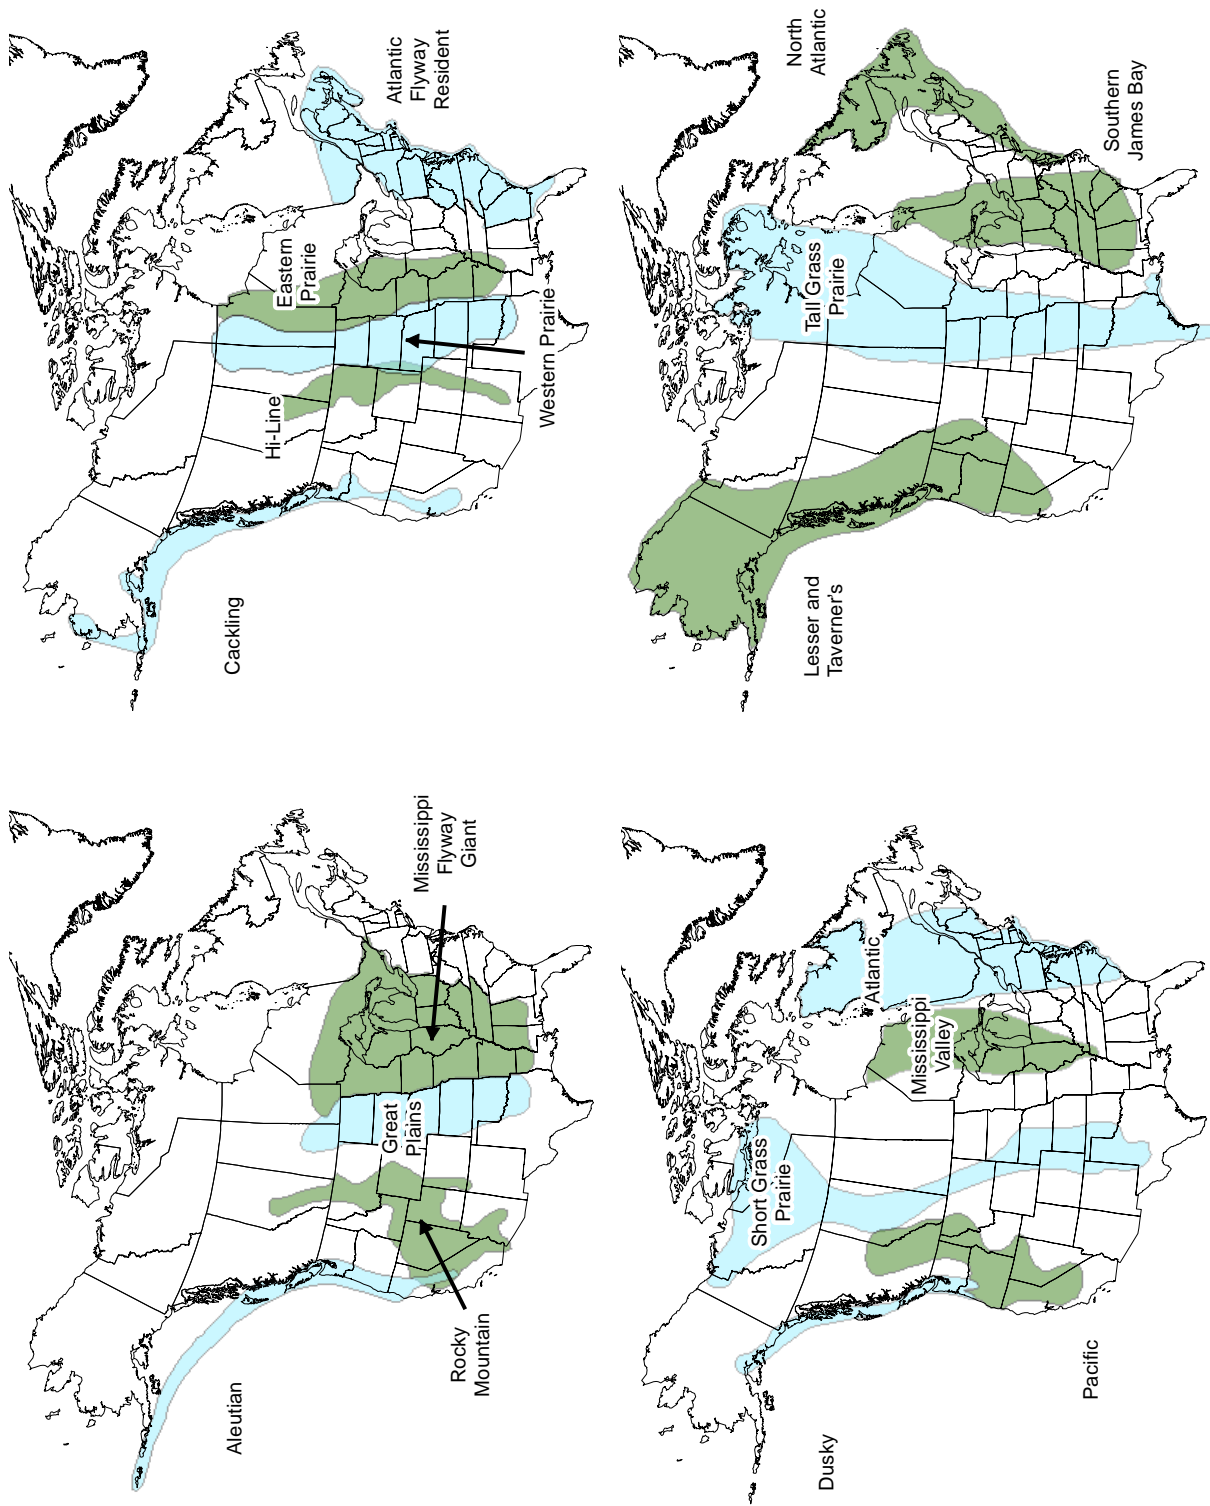 Aleutian
Rocky
Mountain
Great
Plains
Mississippi
Flyway
Giant
Cackling
Hi-Line
Eastern
Prairie
Western Prairie
Atlantic
Flyway
Resident
Dusky
Pacific
Short Grass
Prairie
Mississippi
Valley
Atlantic
Lesser and
Taverner's
Tall Grass
Prairie
North
Atlantic
Southern
James Bay